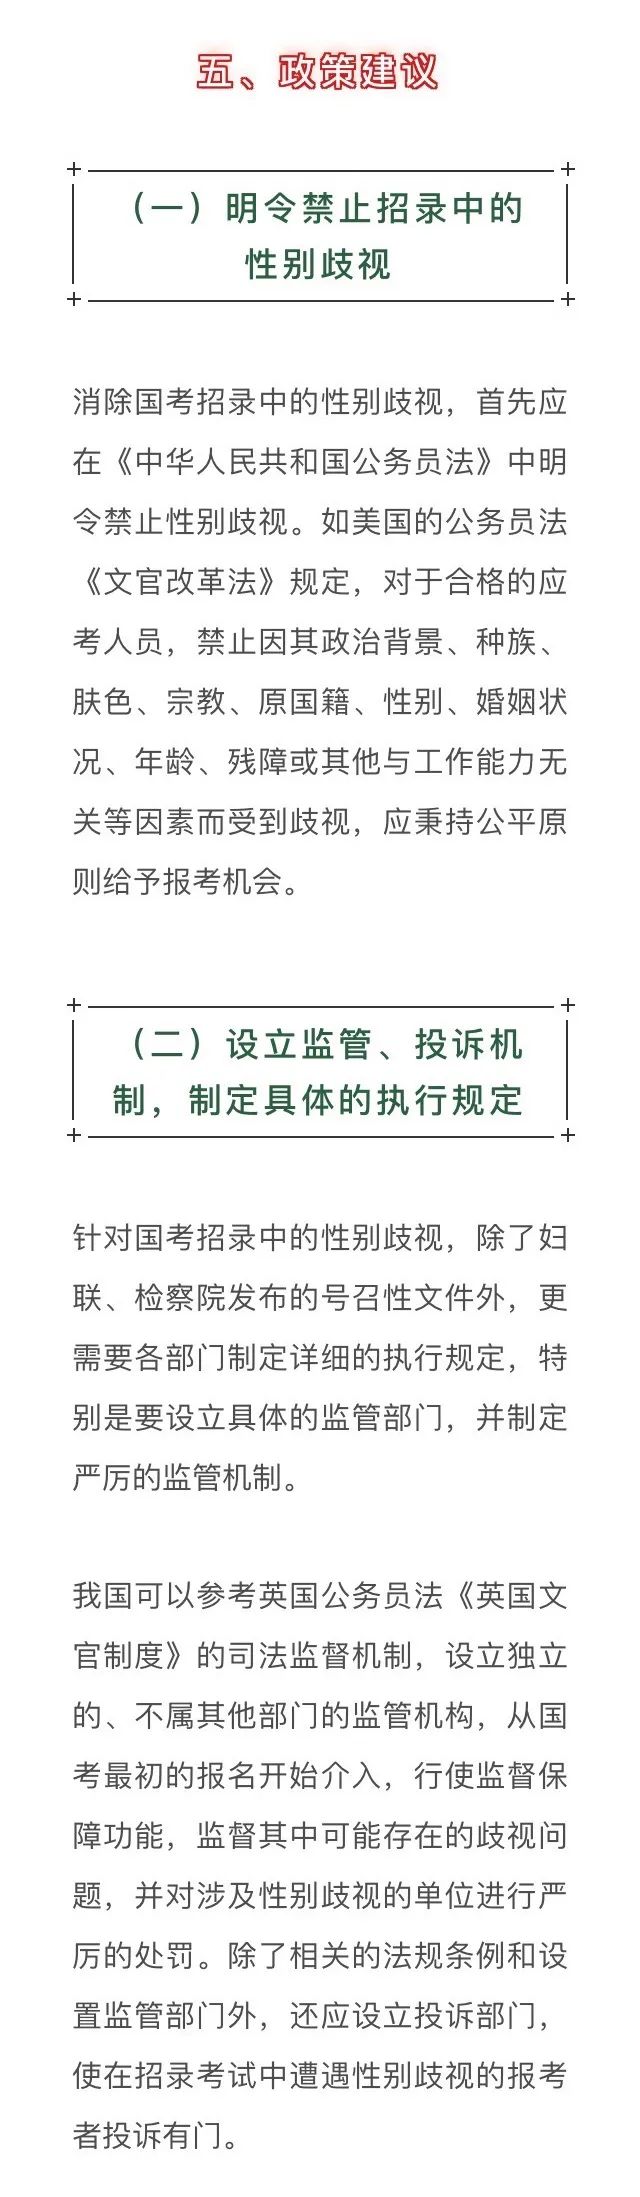 五、政策建议
（一）明令禁止招录中的
性别歧视
消除国考招录中的性别歧视，首先应
在《中华人民共和国公务员法》中明
令禁止性别歧视。如美国的公务员法
《文官改革法》规定，对于合格的应
考人员，禁止因其政治背景、种族、
肤色、宗教、原国籍、性别、婚姻状
况、年龄、残障或其他与工作能力无
关等因素而受到歧视，应秉持公平原
则给予报考机会。
（二）设立监管、投诉机
制，制定具体的执行规定
针对国考招录中的性别歧视，除了妇
联、检察院发布的号召性文件外，更
需要各部门制定详细的执行规定，特
别是要设立具体的监管部门，并制定
严厉的监管机制。
我国可以参考英国公务员法《英国文
官制度》的司法监督机制，设立独立
的、不属其他部门的监管机构，从国
考最初的报名开始介入，行使监督保
障功能，监督其中可能存在的歧视问
题，并对涉及性别歧视的单位进行严
厉的处罚。除了相关的法规条例和设
置监管部门外，还应设立投诉部门，
使在招录考试中遭遇性别歧视的报考
者投诉有门。